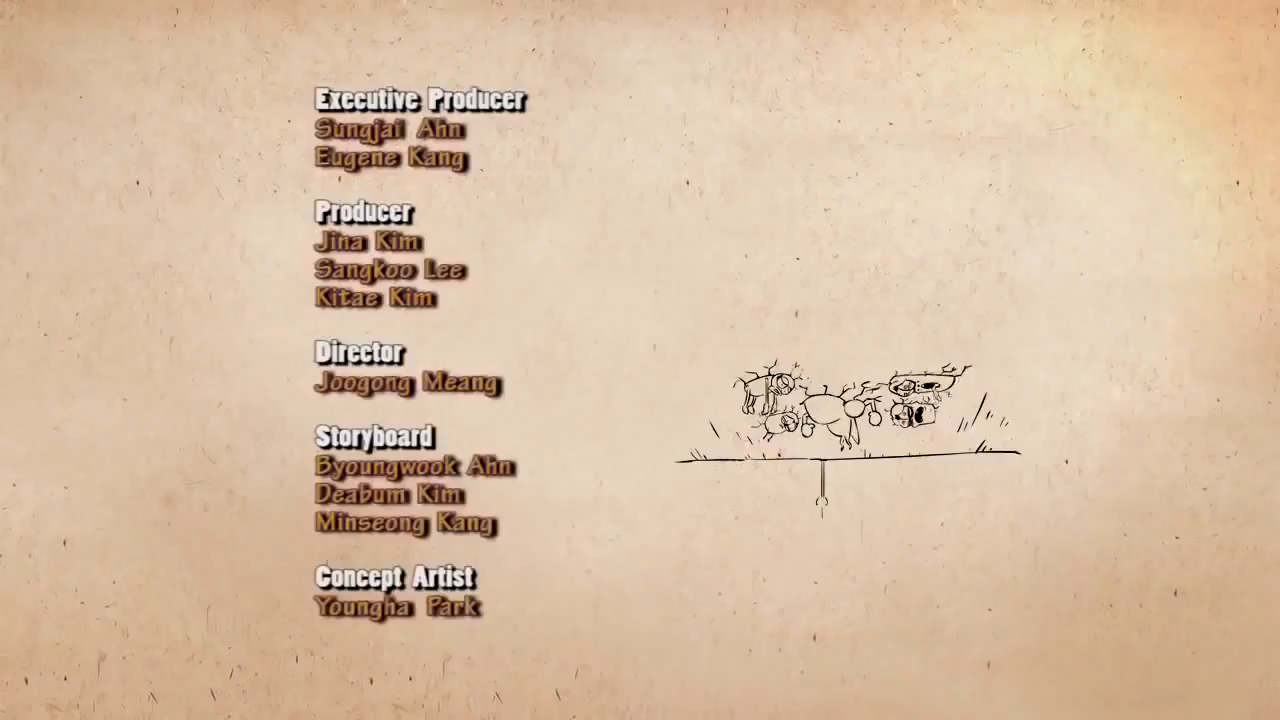 Executive Producer
Sungjai Ahn
Eugene Kang
Producer
Jina Kim
Sangkoo Lee
Kitae Kim
Director
Joogong Meang
Storyboard
Byoungwook Ahn
Deabum Kim
Minseong Kang
Concept Artist
Youngha Park